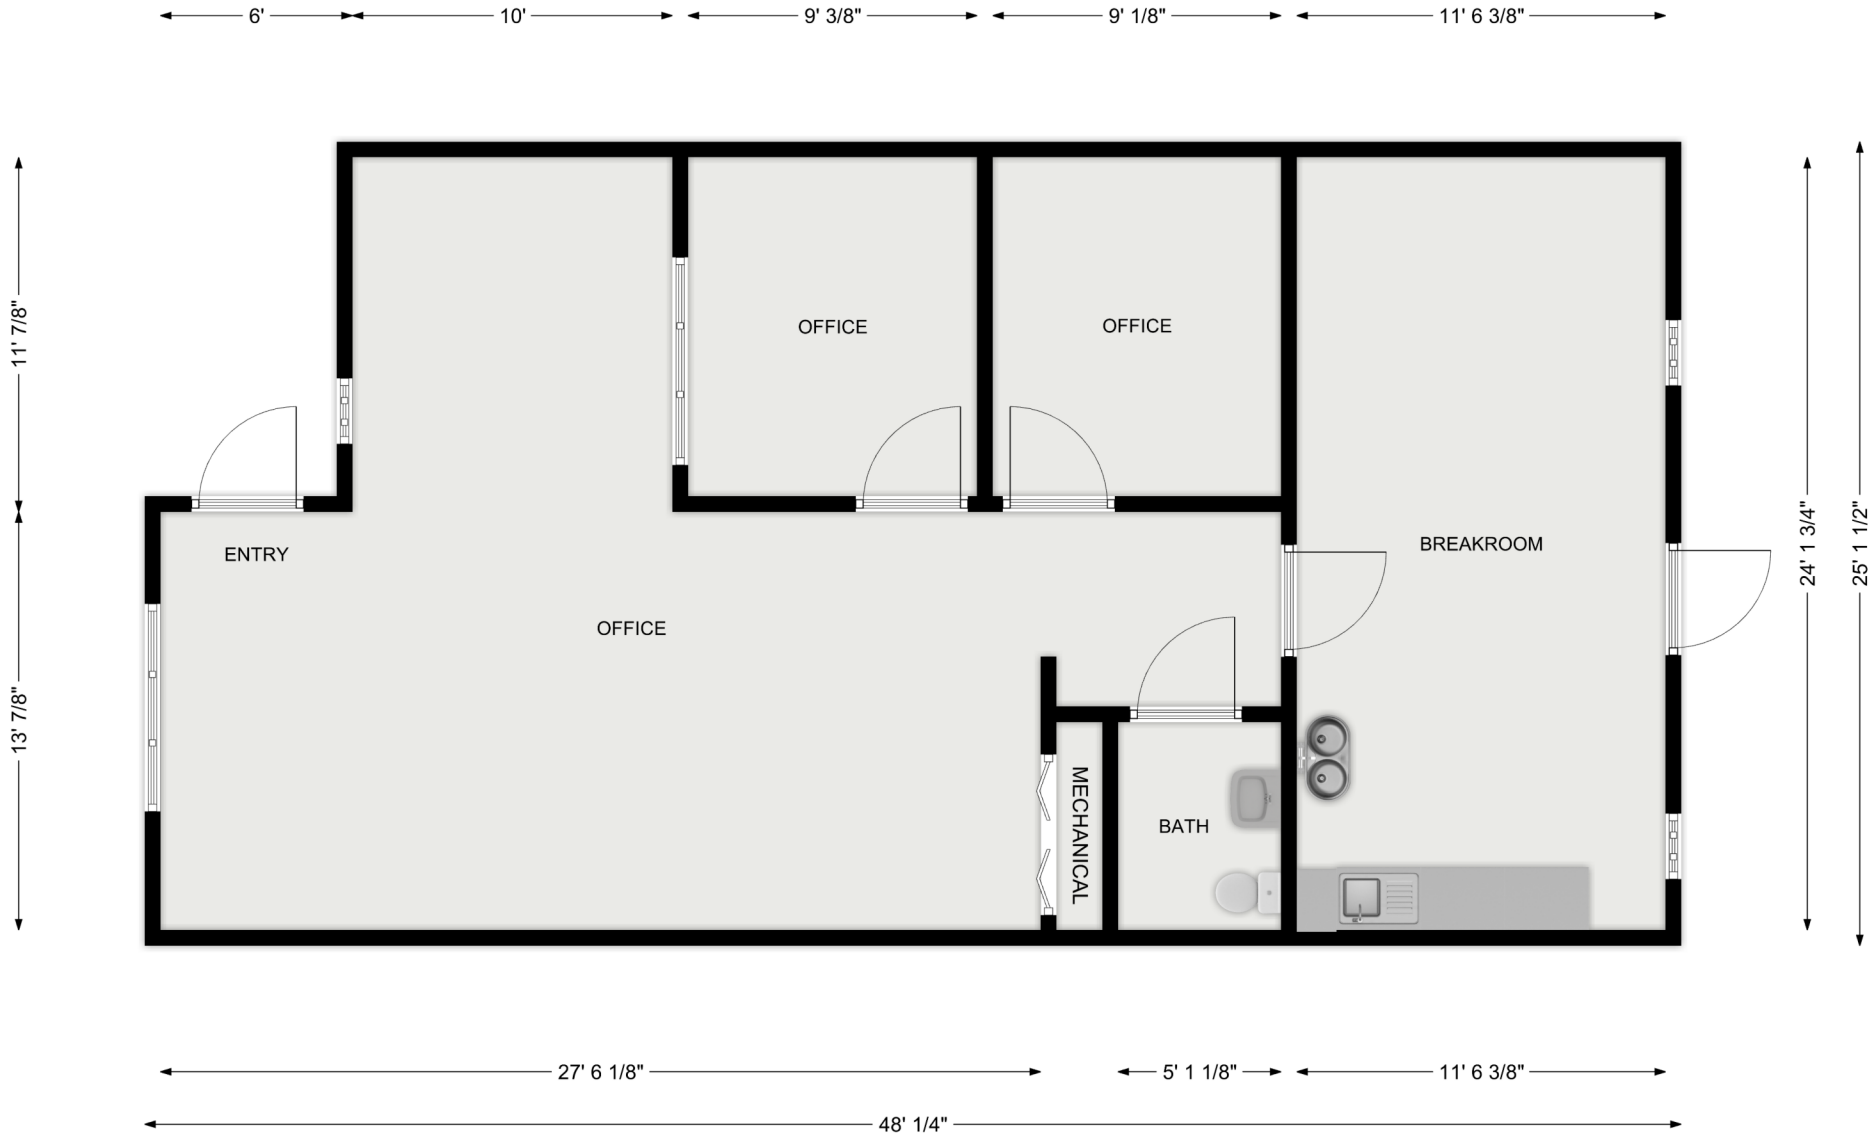 6'
10'
9' 3/8"
9' 1/8"
11' 6 3/8"
11' 7/8"
13' 7/8"
OFFICE
OFFICE
ENTRY
OFFICE
BREAKROOM
MECHANICAL
BATH
24' 1 3/4"
25' 1 1/2"
27' 6 1/8"
5' 1 1/8"
11' 6 3/8"
48' 1/4"